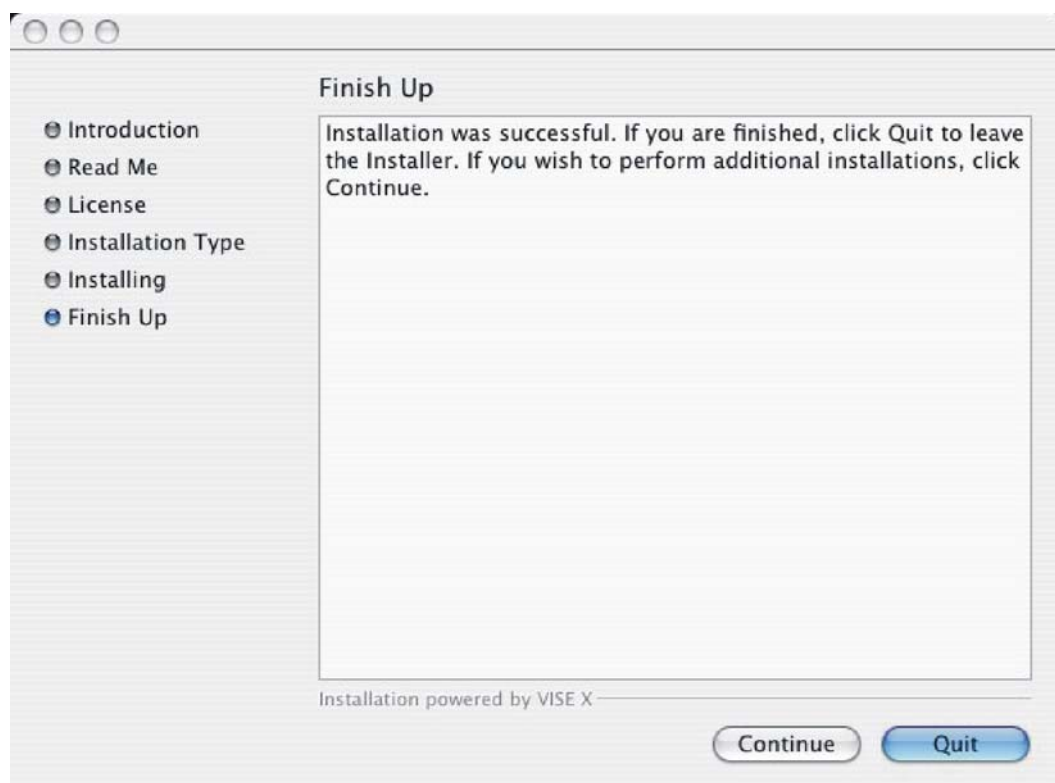 Finish Up
Introduction
Read Me
License
Installation Type
Installing
Finish Up
Installation was successful. If you are finished, click Quit to leave
the Installer. If you wish to perform additional installations, click
Continue.
Installation powered by VISE X
Continue
Quit